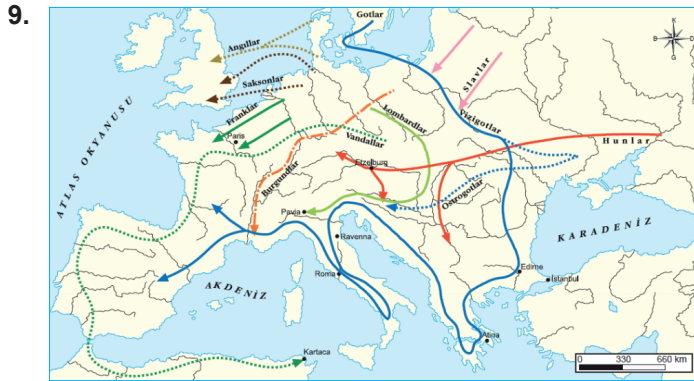 9.
Gotlar
Angıllar
Saksonlar
Slavlar
Franklar
Paris
Lombardlar
Vizigotlar
Vandallar
Hunlar
Etzelburg
Burgundlar
Ostrogotlar
ATLAS OKYANUSU
Pavia
Ravenna
KARADENİZ
Roma
Edirne
İstanbul
AKDENİZ
Atina
Kartaca
K
B
D
G
0 330 660 km